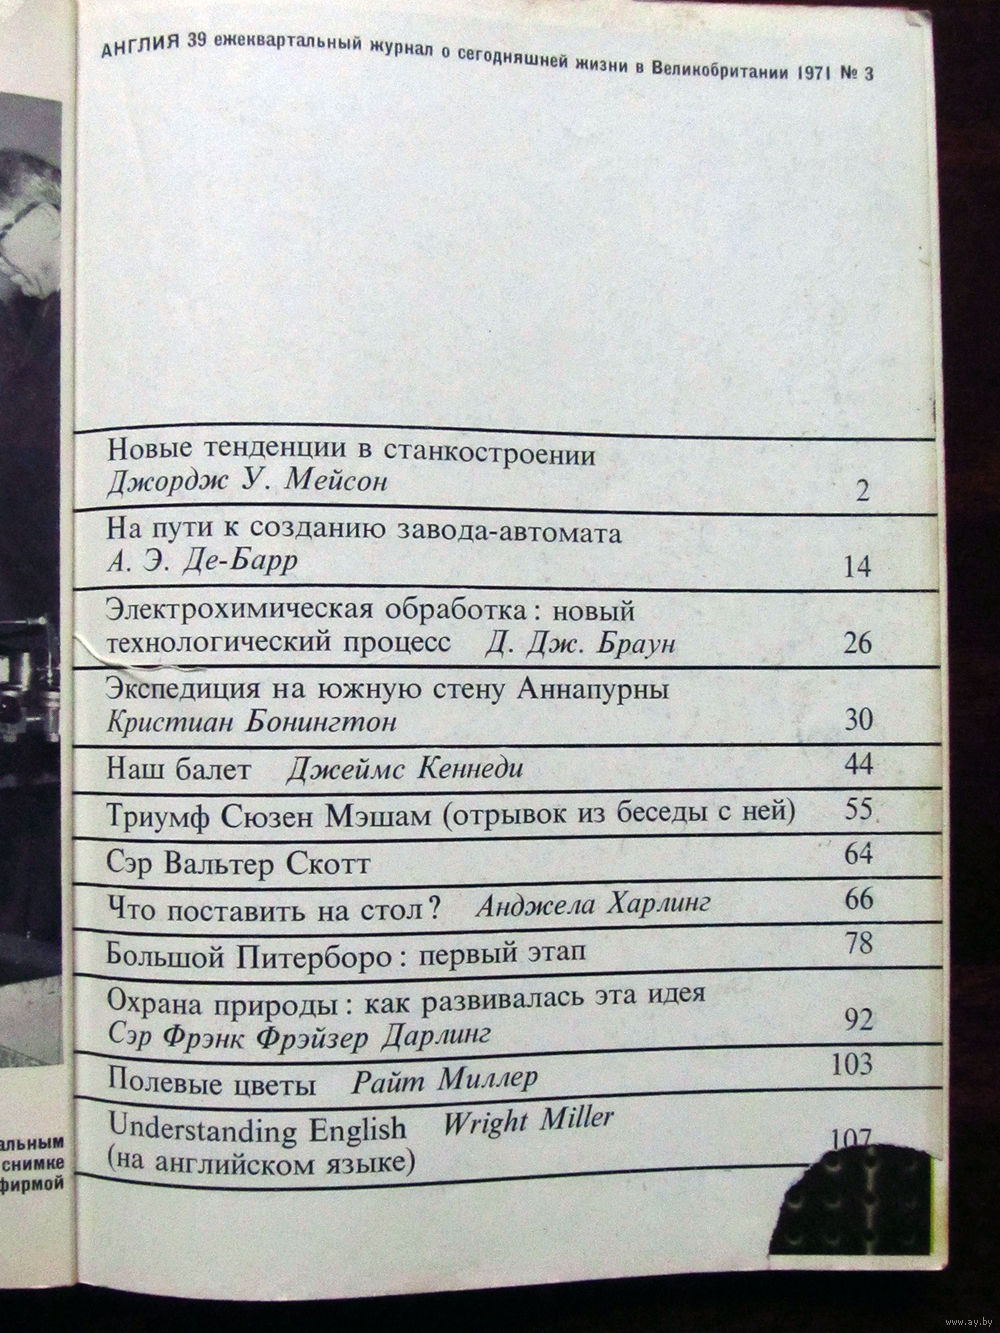 АНГЛИЯ 39 ежеквартальный журнал о сегодняшней жизни в Великобритании 1971 № 3
Новые тенденции в станкостроении
Джордж У. Мейсон 2
На пути к созданию завода-автомата
А. Э. Де-Барр 14
Электрохимическая обработка: новый
технологический процесс Д. Дж. Браун 26
Экспедиция на южную стену Аннапурны
Кристиан Бонингтон 30
Наш балет Джеймс Кеннеди 44
Триумф Сюзен Мэшам (отрывок из беседы с ней) 55
Сэр Вальтер Скотт 64
Что поставить на стол? Анджела Харлинг 66
Большой Питерборо: первый этап 78
Охрана природы: как развивалась эта идея
Сэр Фрэнк Фрэйзер Дарлинг 92
Полевые цветы Райт Миллер 103
Understanding English Wright Miller
(на английском языке) 107
альным
снимке
фирмой
www.ay.by